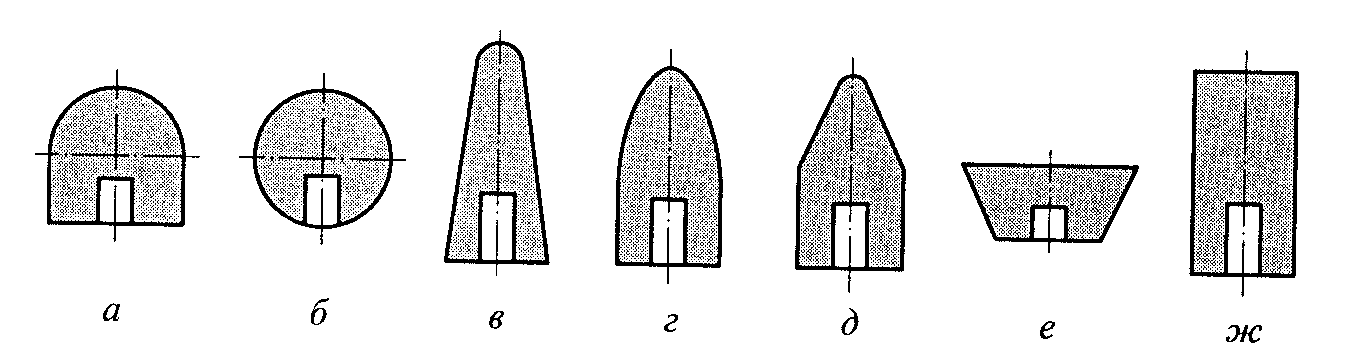 а б в г д е ж